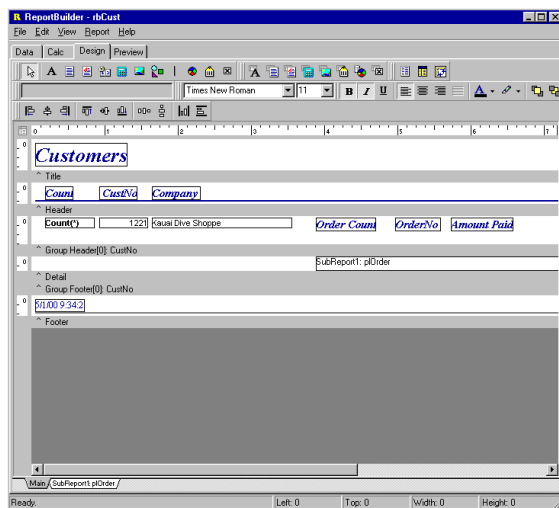 ReportBuilder - rbCust
File Edit View Report Help
Data Calc Design Preview
Times New Roman 11 B I U
0 1 2 3 4 5 6 7
Customers
^ Title
Count CustNo Company
^ Header
Count(*) 1221 Kauai Dive Shoppe Order Count OrderNo Amount Paid
^ Group Header[0]: CustNo
SubReport1: plOrder
^ Detail
^ Group Footer[0]: CustNo
5/1/00 9:34:2
^ Footer
Main SubReport1: plOrder
Ready. Left: 0 Top: 0 Width: 0 Height: 0